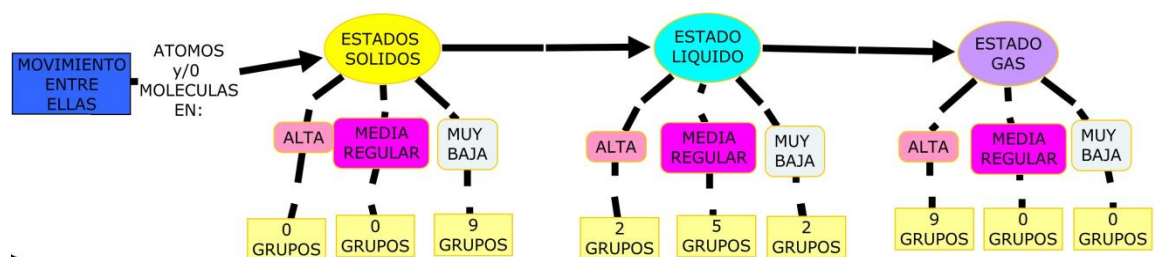 MOVIMIENTO
ENTRE
ELLAS
ATOMOS
y/0
MOLECULAS
EN:
ESTADOS
SOLIDOS
ALTA
MEDIA
REGULAR
MUY
BAJA
0
GRUPOS
0
GRUPOS
9
GRUPOS
ESTADO
LIQUIDO
ALTA
MEDIA
REGULAR
MUY
BAJA
2
GRUPOS
5
GRUPOS
2
GRUPOS
ESTADO
GAS
ALTA
MEDIA
REGULAR
MUY
BAJA
9
GRUPOS
0
GRUPOS
0
GRUPOS